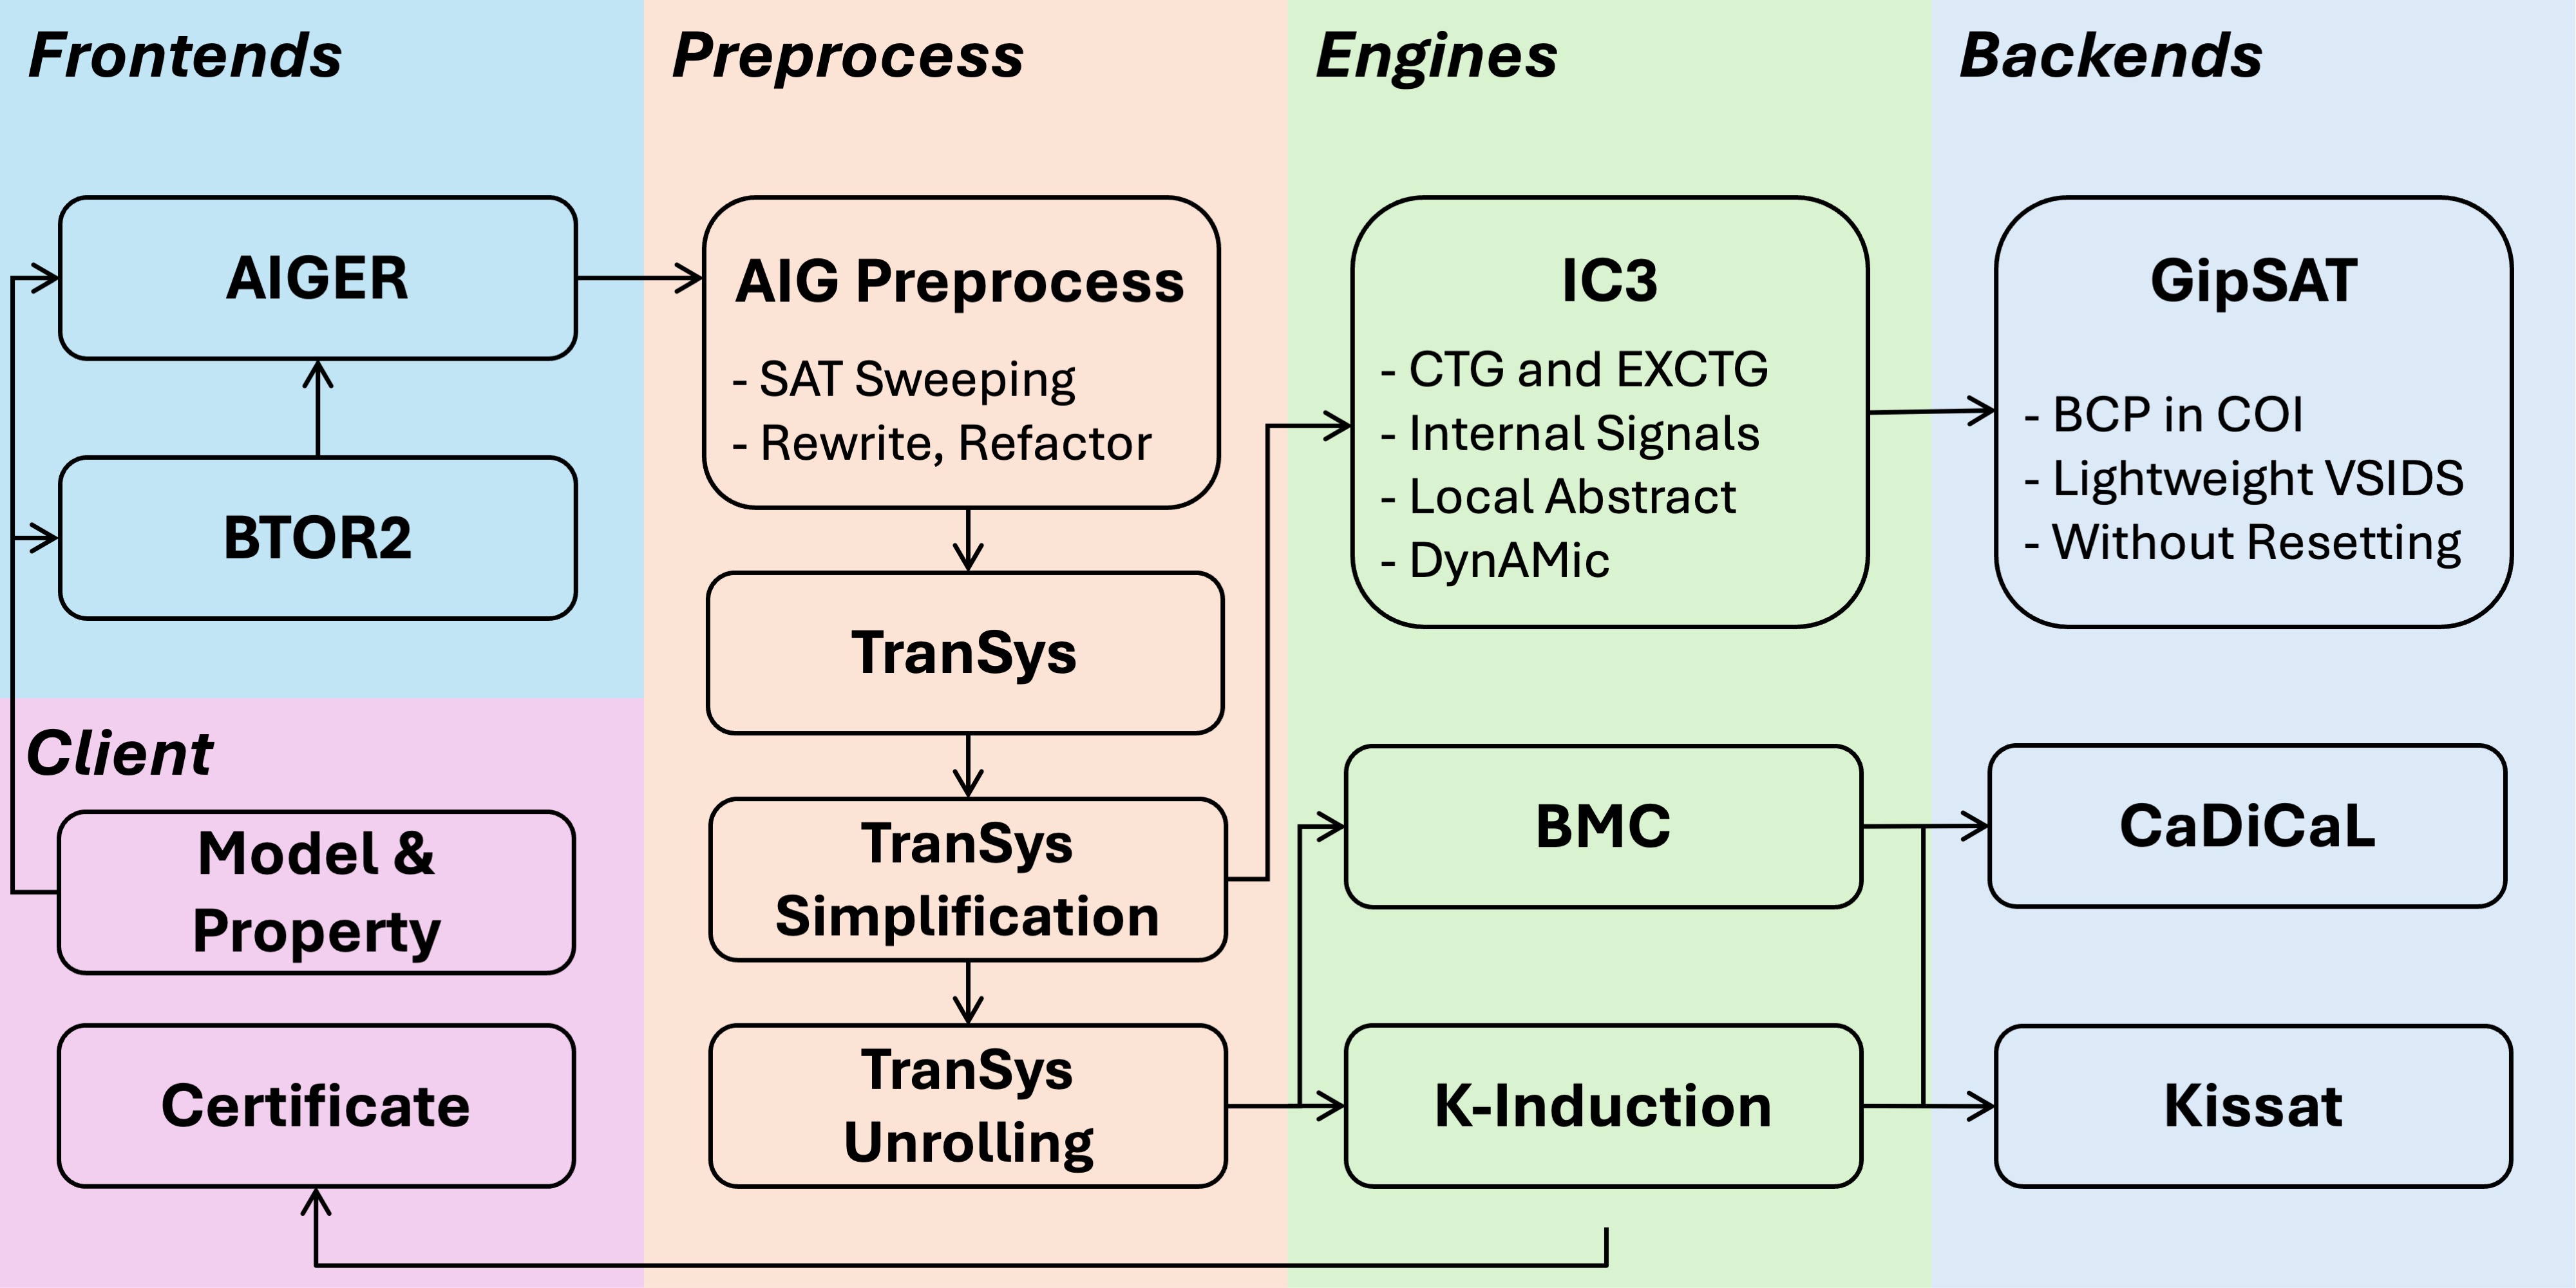 Frontends
AIGER
BTOR2
Client
Model &
Property
Certificate
Preprocess
AIG Preprocess
- SAT Sweeping
- Rewrite, Refactor
TranSys
TranSys
Simplification
TranSys
Unrolling
Engines
IC3
- CTG and EXCTG
- Internal Signals
- Local Abstract
- DynAMic
BMC
K-Induction
Backends
GipSAT
- BCP in COI
- Lightweight VSIDS
- Without Resetting
CaDiCaL
Kissat